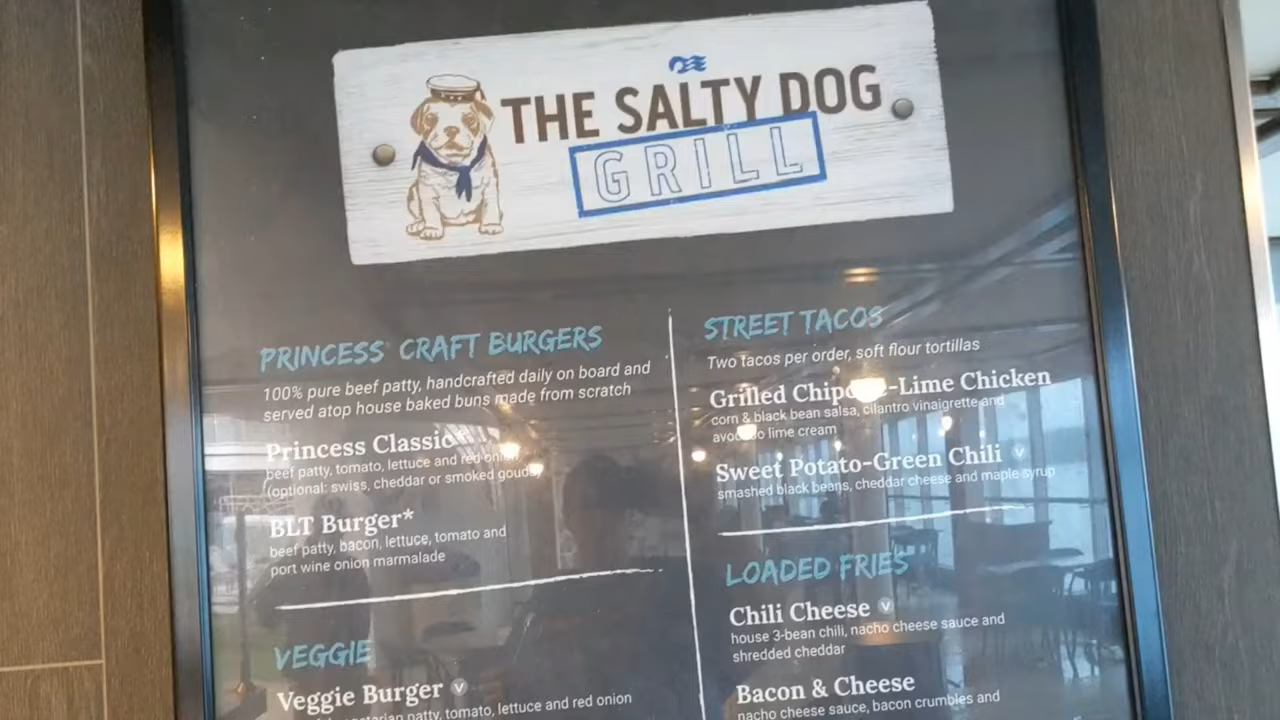 THE SALTY DOG
GRILL
PRINCESS CRAFT BURGERS
100% pure beef patty, handcrafted daily on board and
served atop house baked buns made from scratch
Princess Classic*
beef patty, tomato, lettuce and red onion
(optional: swiss, cheddar or smoked gouda)
BLT Burger*
beef patty, bacon, lettuce, tomato and
port wine onion marmalade
VEGGIE
Veggie Burger V
patty, tomato, lettuce and red onion
STREET TACOS
Two tacos per order, soft flour tortillas
Grilled -Lime Chicken
corn & black bean salsa, cilantro vinaigrette and
avocado lime cream
Sweet Potato-Green Chili V
smashed black beans, cheddar cheese and maple syrup
LOADED FRIES
Chili Cheese V
house 3-bean chili, nacho cheese sauce and
shredded cheddar
Bacon & Cheese
nacho cheese sauce, bacon crumbles and